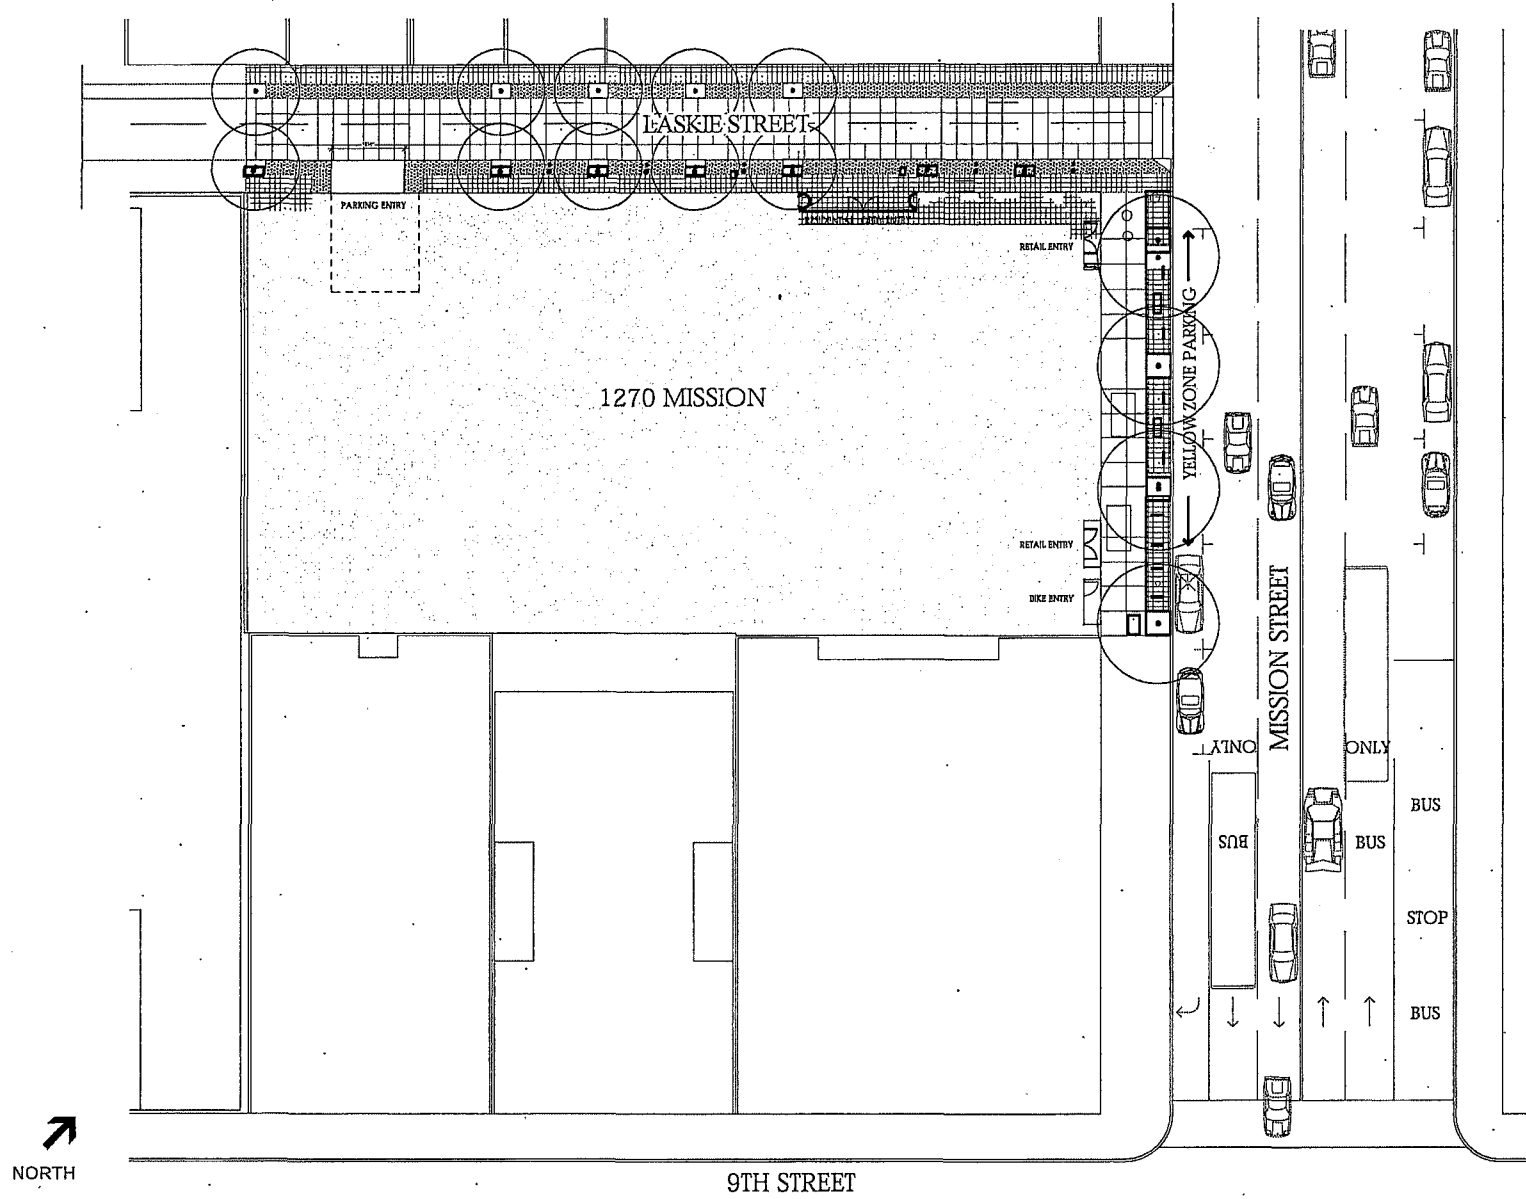 LASKIE STREET
PARKING ENTRY
RETAIL ENTRY
YELLOW ZONE PARKING
1270 MISSION
RETAIL ENTRY
BIKE ENTRY
MISSION STREET
ONLY
ONLY
BUS
BUS
BUS
STOP
BUS
NORTH
9TH STREET